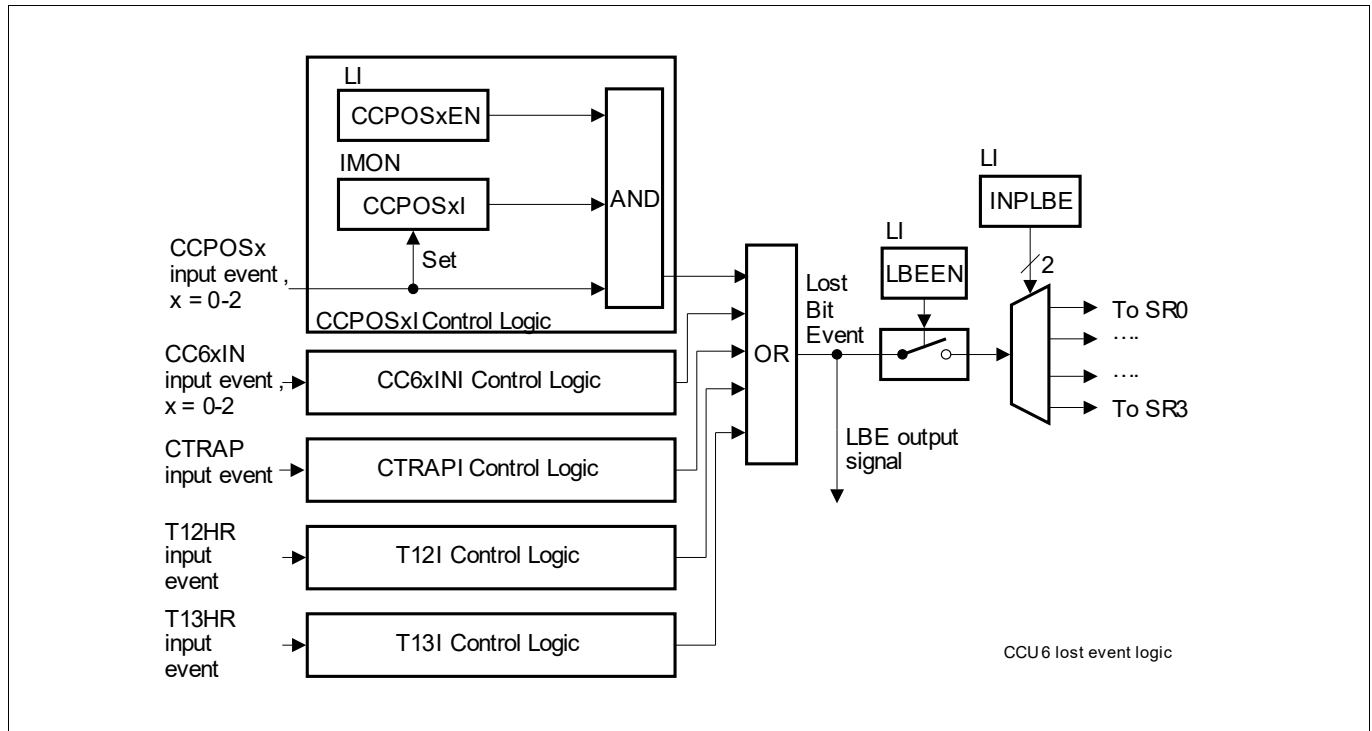 LI
CCPOSxEN
IMON
CCPOSxI
AND
Set
CCPOSx
input event ,
x = 0-2
CCPOSxI Control Logic
CC6xIN
input event ,
x = 0-2
CC6xINI Control Logic
CTRAP
input event
CTRAPI Control Logic
T12HR
input
event
T12I Control Logic
T13HR
input
event
T13I Control Logic
OR
Lost
Bit
Event
LBE output
signal
LI
LBEEN
LI
INPLBE
2
To SR0
....
....
To SR3
CCU6 lost event logic